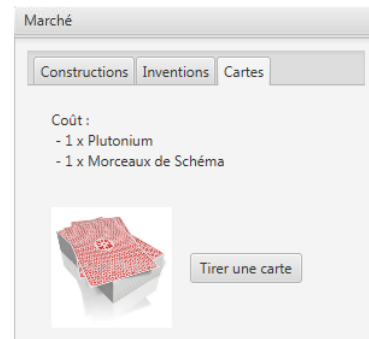 Marché
Constructions Inventions Cartes
Coût :
- 1 x Plutonium
- 1 x Morceaux de Schéma
Tirer une carte